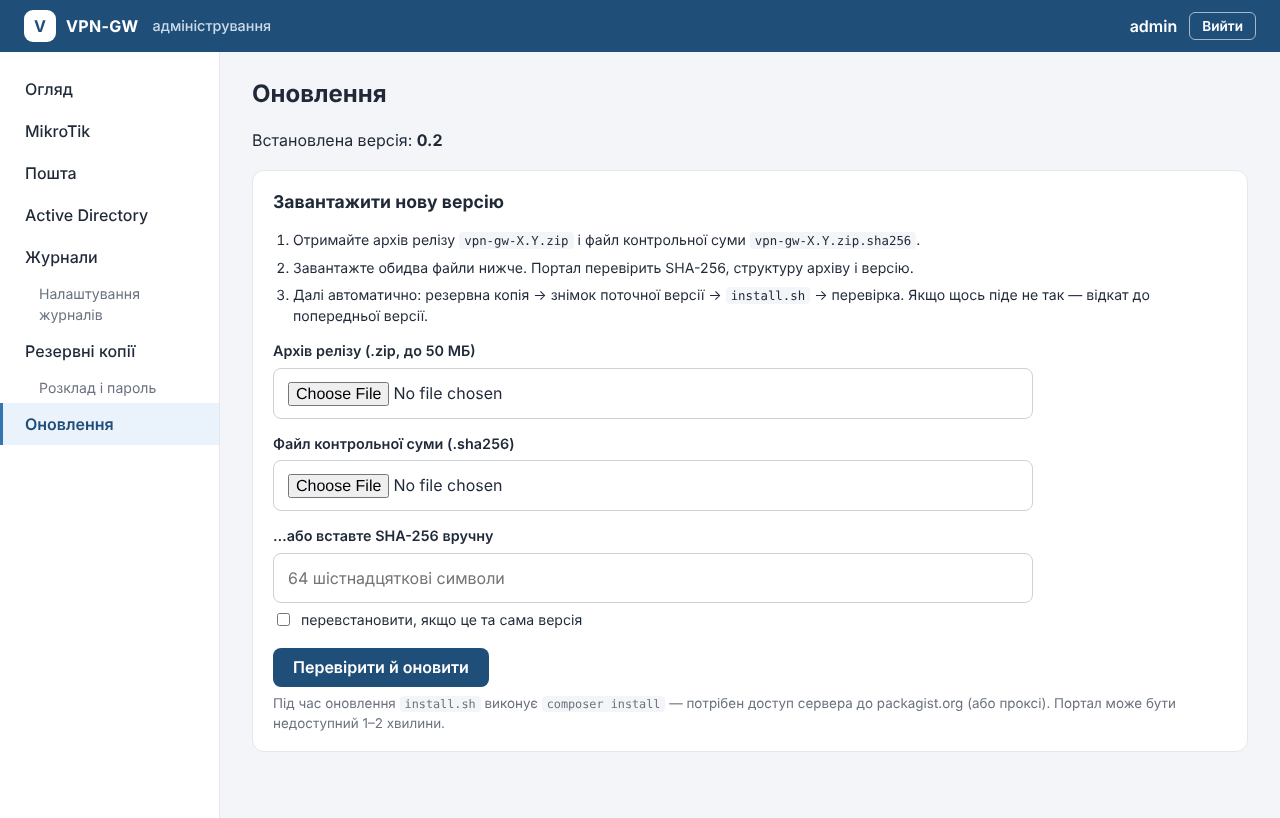 V VPN-GW адміністрування admin Вийти
Огляд
MikroTik
Пошта
Active Directory
Журнали
Налаштування
журналів
Резервні копії
Розклад і пароль
Оновлення
Оновлення
Встановлена версія: 0.2
Завантажити нову версію
1. Отримайте архів релізу vpn-gw-X.Y.zip і файл контрольної суми vpn-gw-X.Y.zip.sha256.
2. Завантажте обидва файли нижче. Портал перевірить SHA-256, структуру архіву і версію.
3. Далі автоматично: резервна копія → знімок поточної версії → install.sh → перевірка. Якщо щось піде не так — відкат до
попередньої версії.
Архів релізу (.zip, до 50 МБ)
Choose File No file chosen
Файл контрольної суми (.sha256)
Choose File No file chosen
…або вставте SHA-256 вручну
64 шістнадцяткові символи
перевстановити, якщо це та сама версія
Перевірити й оновити
Під час оновлення install.sh виконує composer install — потрібен доступ сервера до packagist.org (або проксі). Портал може бути
недоступний 1–2 хвилини.